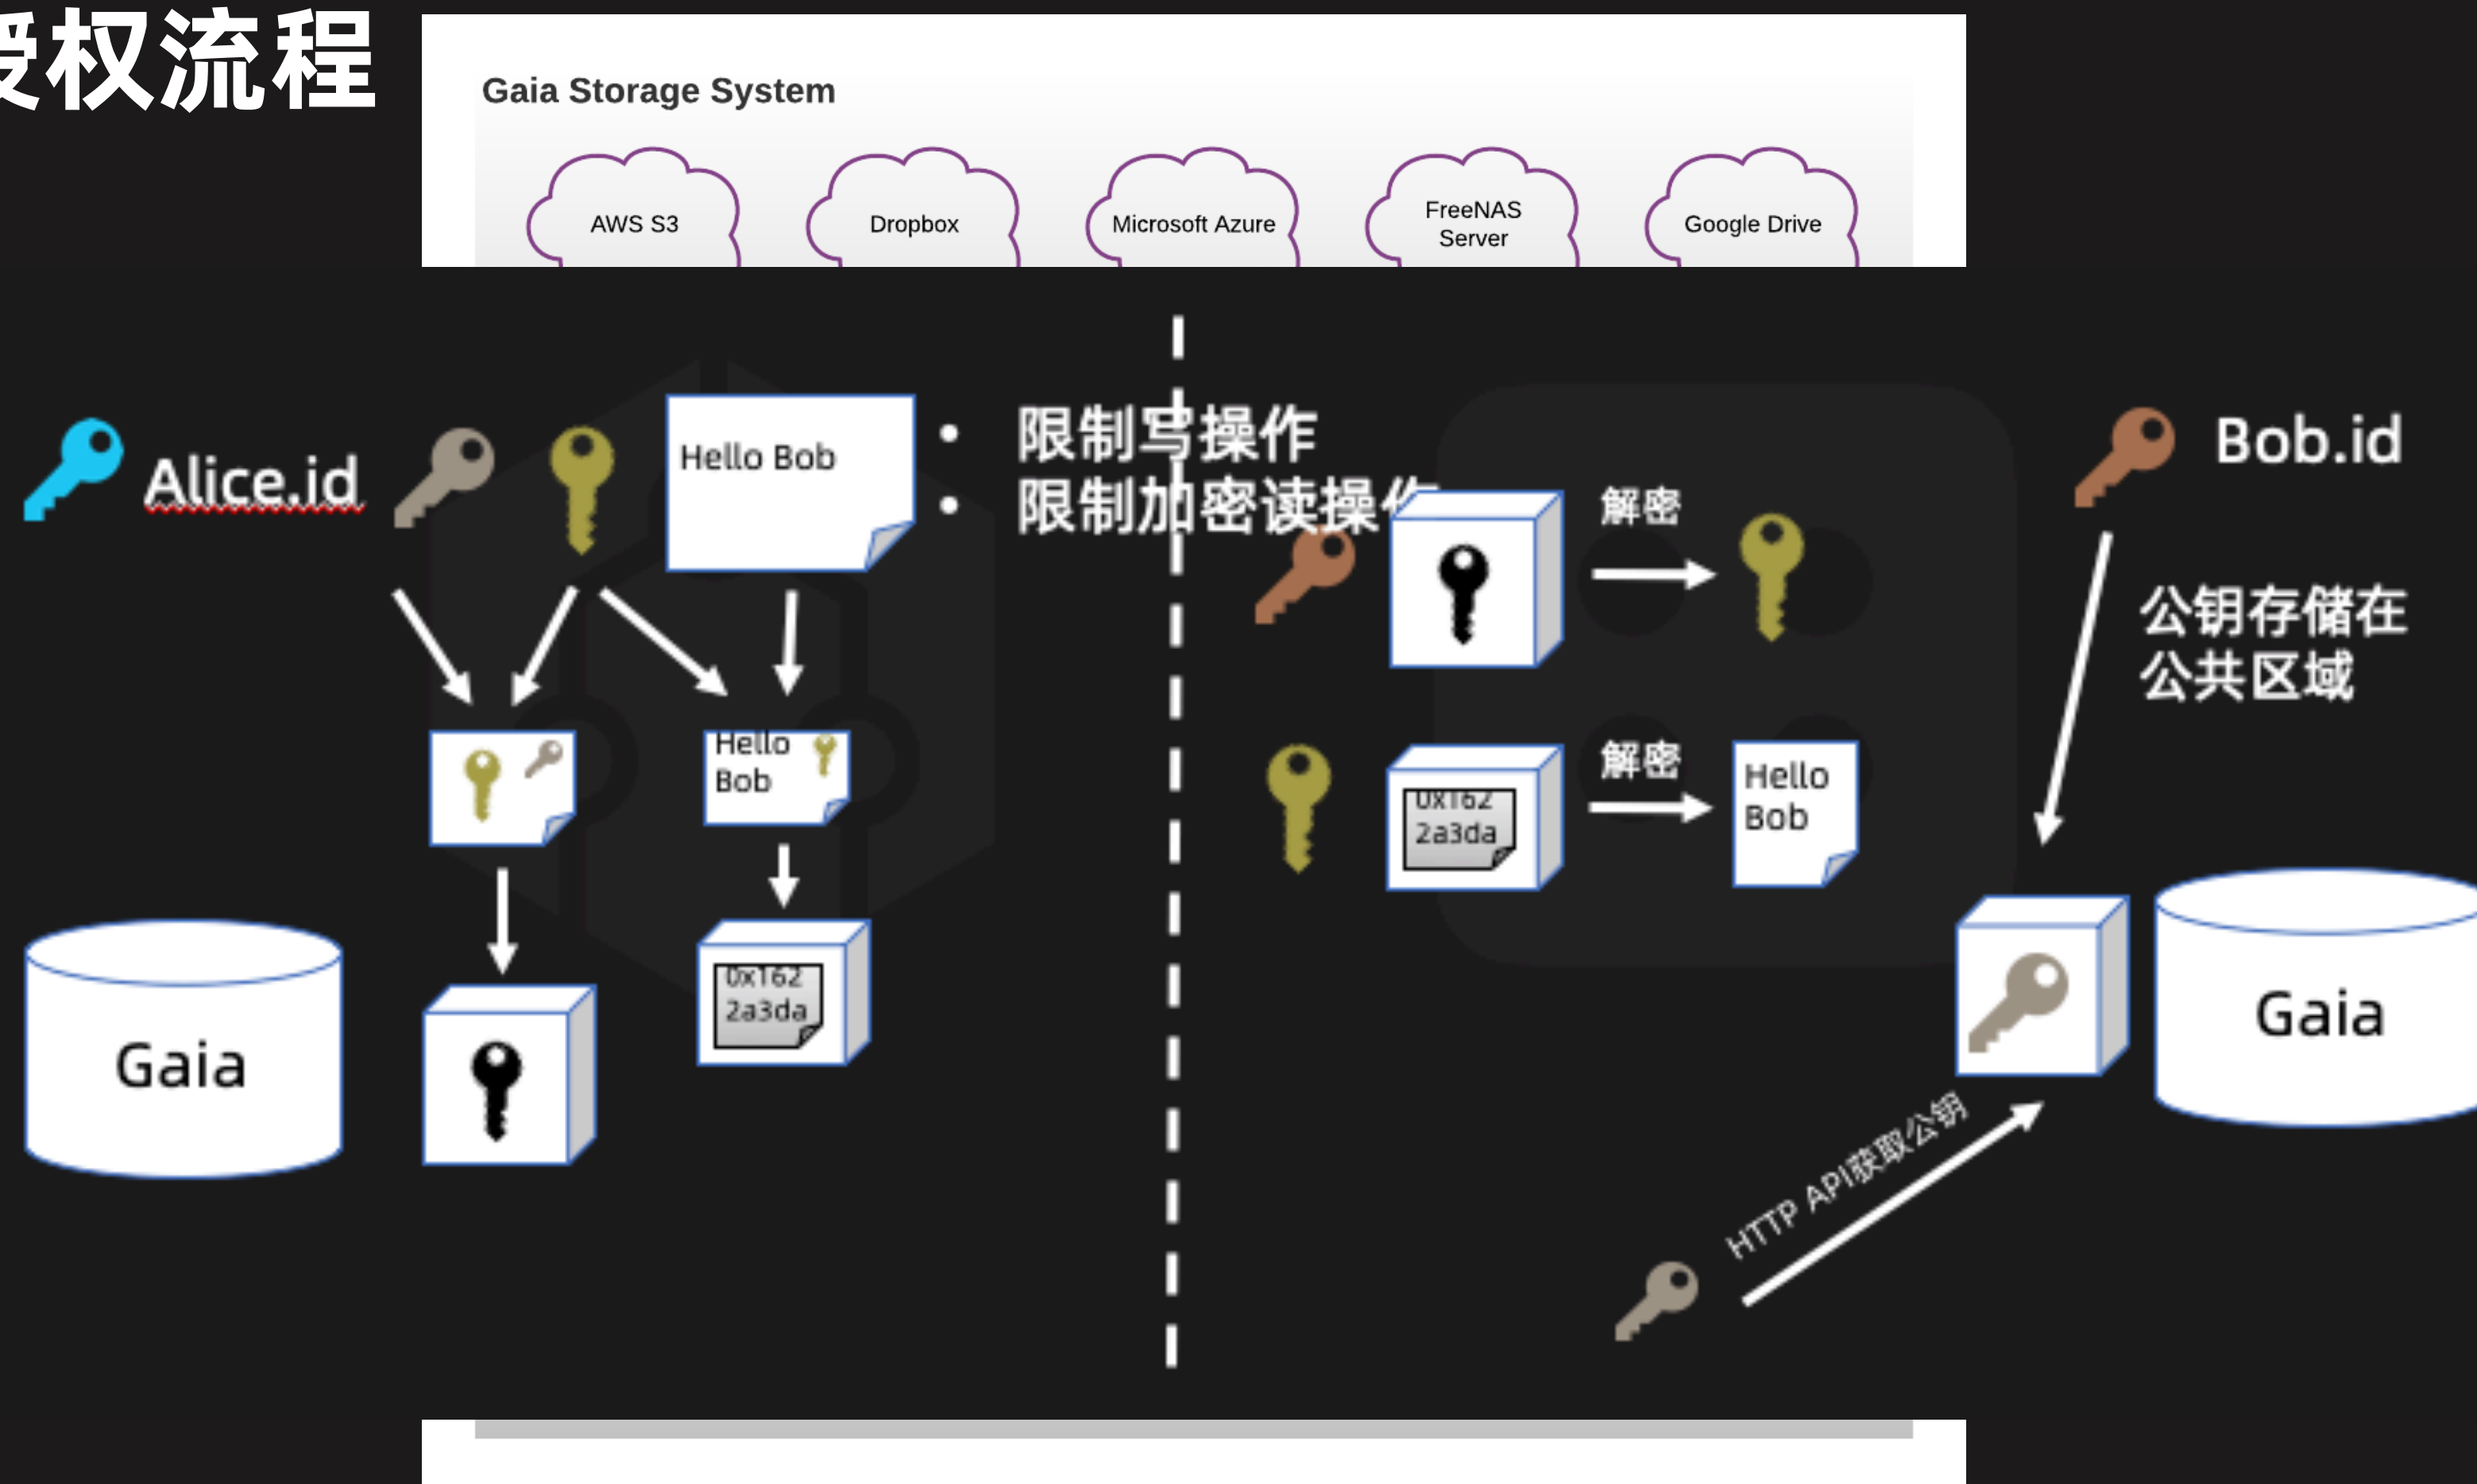 授权流程
Gaia Storage System
AWS S3
Dropbox
Microsoft Azure
FreeNAS
Server
Google Drive
Alice.id
Hello Bob
• 限制写操作
• 限制加密读操作
解密
Bob.id
公钥存储在
公共区域
Hello
Bob
解密
0x162
2a3da
Hello
Bob
0x162
2a3da
Gaia
Gaia
HTTP API获取公钥